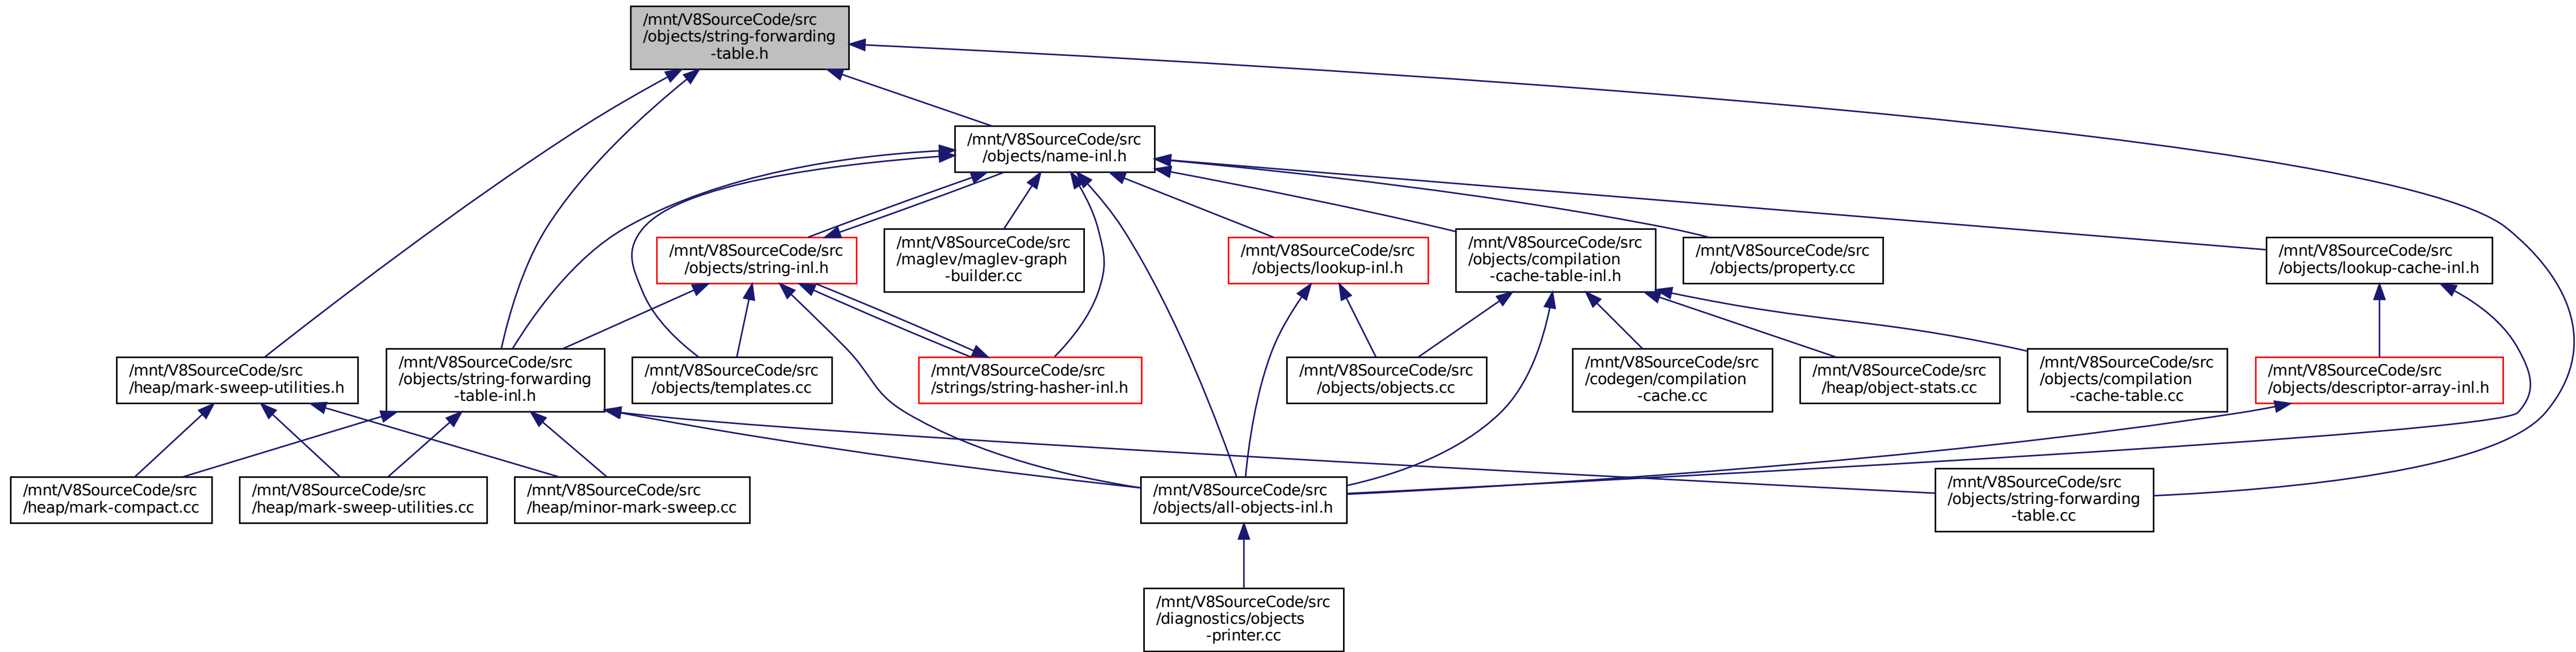 /mnt/V8SourceCode/src
/objects/string-forwarding
-table.h
/mnt/V8SourceCode/src
/objects/name-inl.h
/mnt/V8SourceCode/src
/objects/string-inl.h
/mnt/V8SourceCode/src
/maglev/maglev-graph
-builder.cc
/mnt/V8SourceCode/src
/objects/lookup-inl.h
/mnt/V8SourceCode/src
/objects/compilation
-cache-table-inl.h
/mnt/V8SourceCode/src
/objects/property.cc
/mnt/V8SourceCode/src
/objects/lookup-cache-inl.h
/mnt/V8SourceCode/src
/heap/mark-sweep-utilities.h
/mnt/V8SourceCode/src
/objects/string-forwarding
-table-inl.h
/mnt/V8SourceCode/src
/objects/templates.cc
/mnt/V8SourceCode/src
/strings/string-hasher-inl.h
/mnt/V8SourceCode/src
/objects/objects.cc
/mnt/V8SourceCode/src
/codegen/compilation
-cache.cc
/mnt/V8SourceCode/src
/heap/object-stats.cc
/mnt/V8SourceCode/src
/objects/compilation
-cache-table.cc
/mnt/V8SourceCode/src
/objects/descriptor-array-inl.h
/mnt/V8SourceCode/src
/heap/mark-compact.cc
/mnt/V8SourceCode/src
/heap/mark-sweep-utilities.cc
/mnt/V8SourceCode/src
/heap/minor-mark-sweep.cc
/mnt/V8SourceCode/src
/objects/all-objects-inl.h
/mnt/V8SourceCode/src
/objects/string-forwarding
-table.cc
/mnt/V8SourceCode/src
/diagnostics/objects
-printer.cc